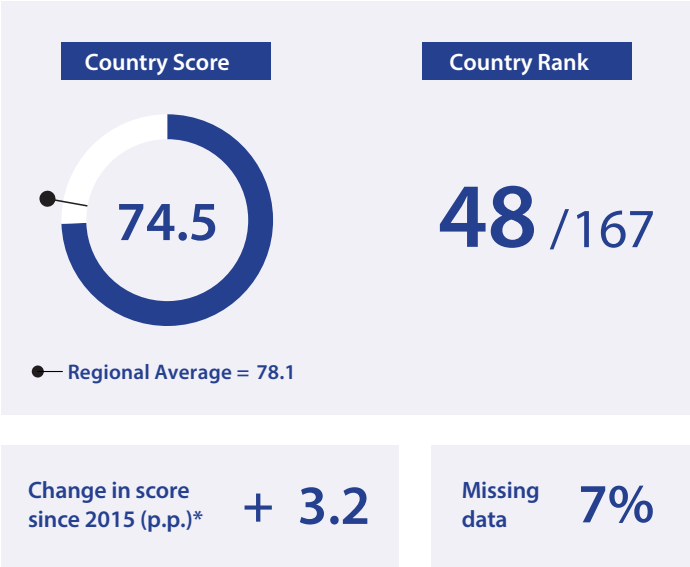 Country Score
Country Rank
74.5
48 /167
Regional Average = 78.1
Change in score
since 2015 (p.p.)*
+ 3.2
Missing
data
7%